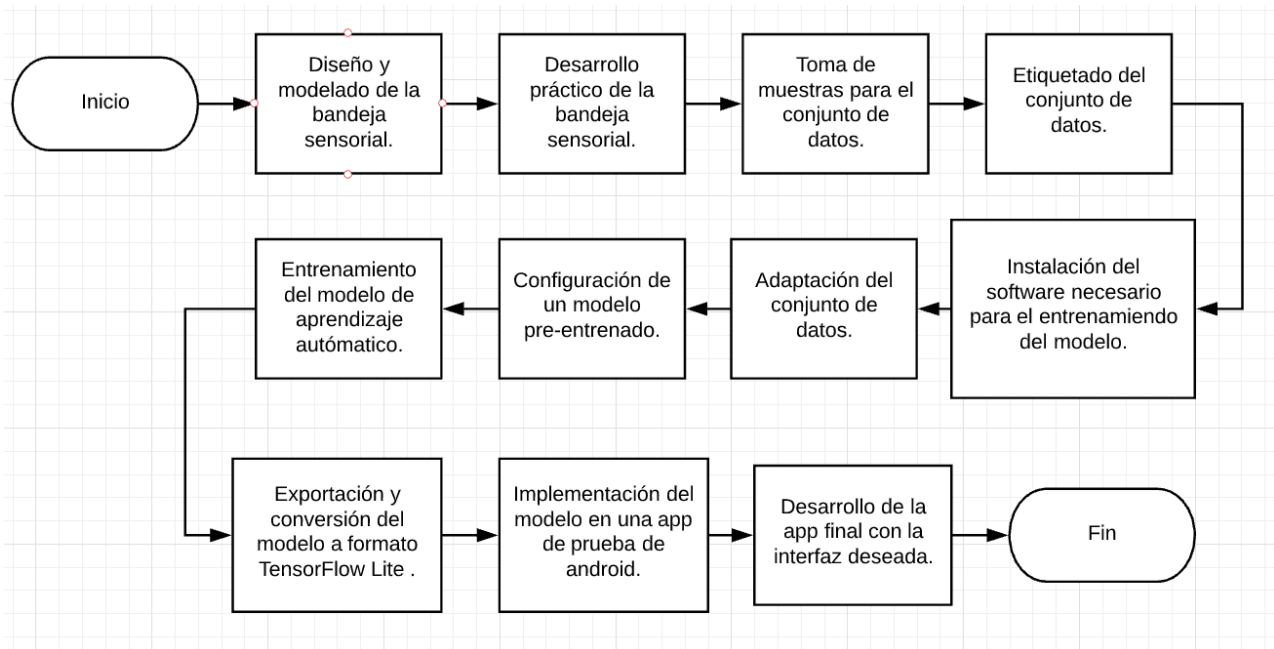 Inicio
Diseño y
modelado de la
bandeja
sensorial.
Desarrollo
práctico de la
bandeja
sensorial.
Toma de
muestras para el
conjunto de
datos.
Etiquetado del
conjunto de
datos.
Instalación del
software necesario
para el entrenamiendo
del modelo.
Adaptación del
conjunto de
datos.
Configuración de
un modelo
pre-entrenado.
Entrenamiento
del modelo de
aprendizaje
autómatico.
Exportación y
conversión del
modelo a formato
TensorFlow Lite .
Implementación del
modelo en una app
de prueba de
android.
Desarrollo de la
app final con la
interfaz deseada.
Fin